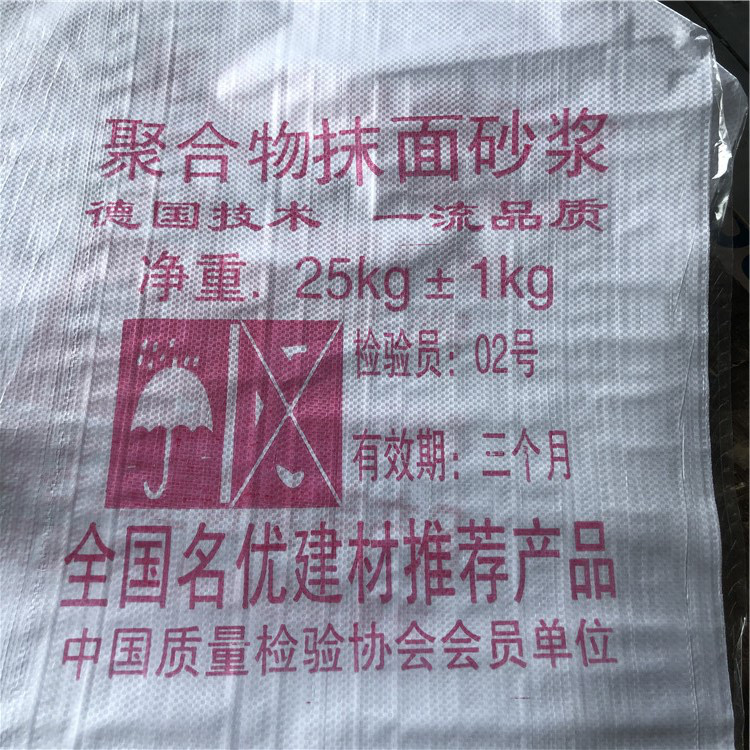 聚合物抹面砂浆
德国技术 一流品质
净重: 25kg±1kg
检验员：02号
有效期：三个月
全国名优建材推荐产品
中国质量检验协会会员单位